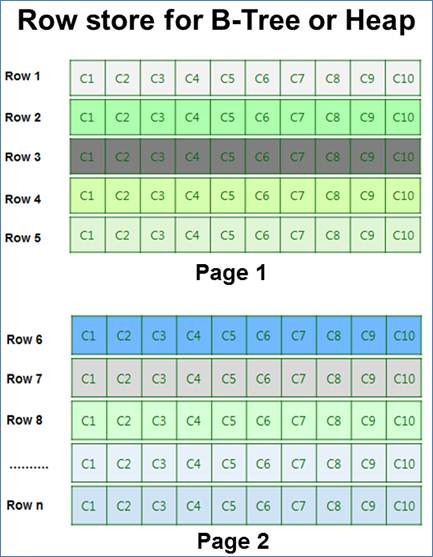 Row store for B-Tree or Heap
Row 1 C1 C2 C3 C4 C5 C6 C7 C8 C9 C10
Row 2 C1 C2 C3 C4 C5 C6 C7 C8 C9 C10
Row 3 C1 C2 C3 C4 C5 C6 C7 C8 C9 C10
Row 4 C1 C2 C3 C4 C5 C6 C7 C8 C9 C10
Row 5 C1 C2 C3 C4 C5 C6 C7 C8 C9 C10
Page 1
Row 6 C1 C2 C3 C4 C5 C6 C7 C8 C9 C10
Row 7 C1 C2 C3 C4 C5 C6 C7 C8 C9 C10
Row 8 C1 C2 C3 C4 C5 C6 C7 C8 C9 C10
.......... C1 C2 C3 C4 C5 C6 C7 C8 C9 C10
Row n C1 C2 C3 C4 C5 C6 C7 C8 C9 C10
Page 2